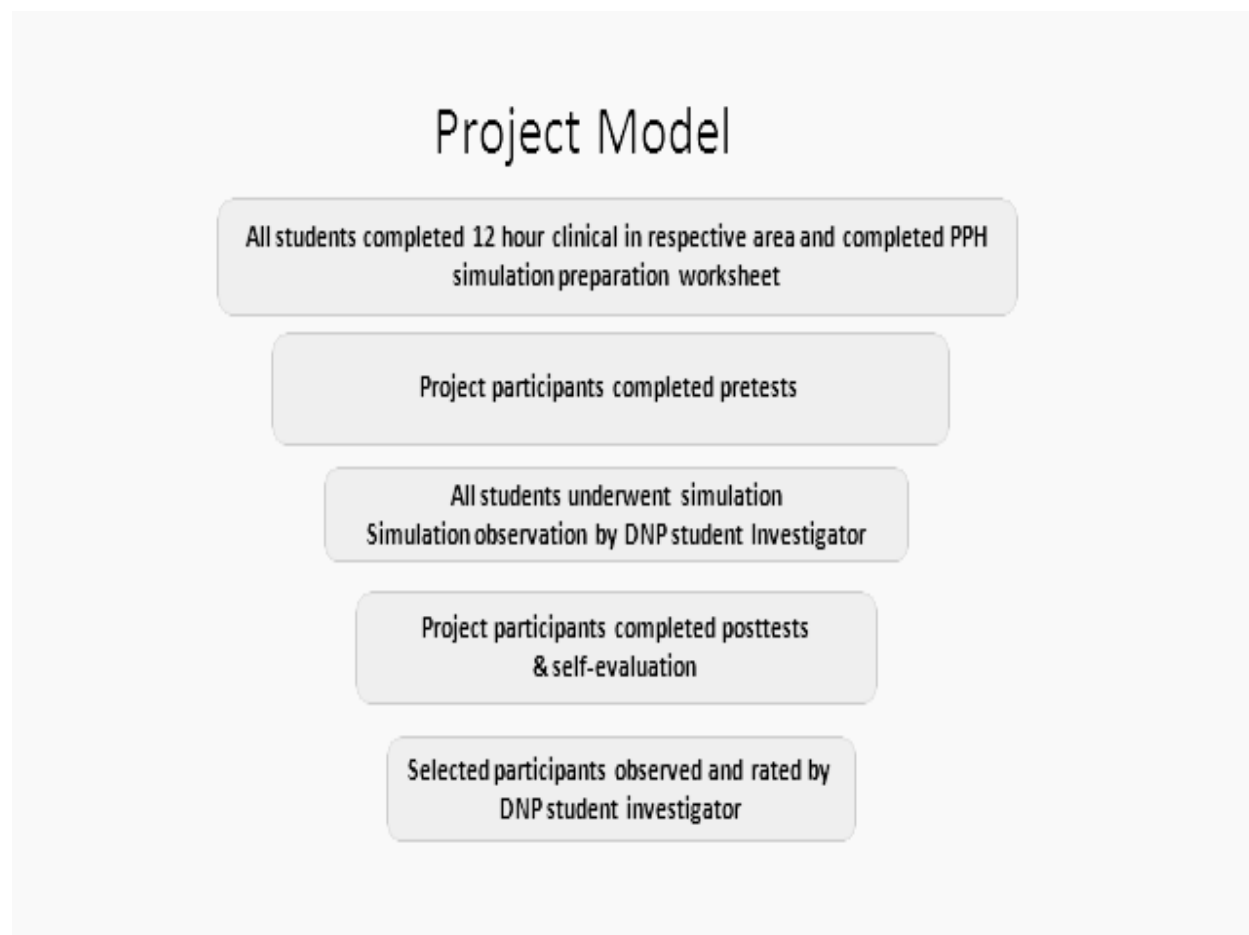 Project Model
All students completed 12 hour clinical in respective area and completed PPH
simulation preparation worksheet
Project participants completed pretests
All students underwent simulation
Simulation observation by DNP student Investigator
Project participants completed posttests
& self-evaluation
Selected participants observed and rated by
DNP student investigator